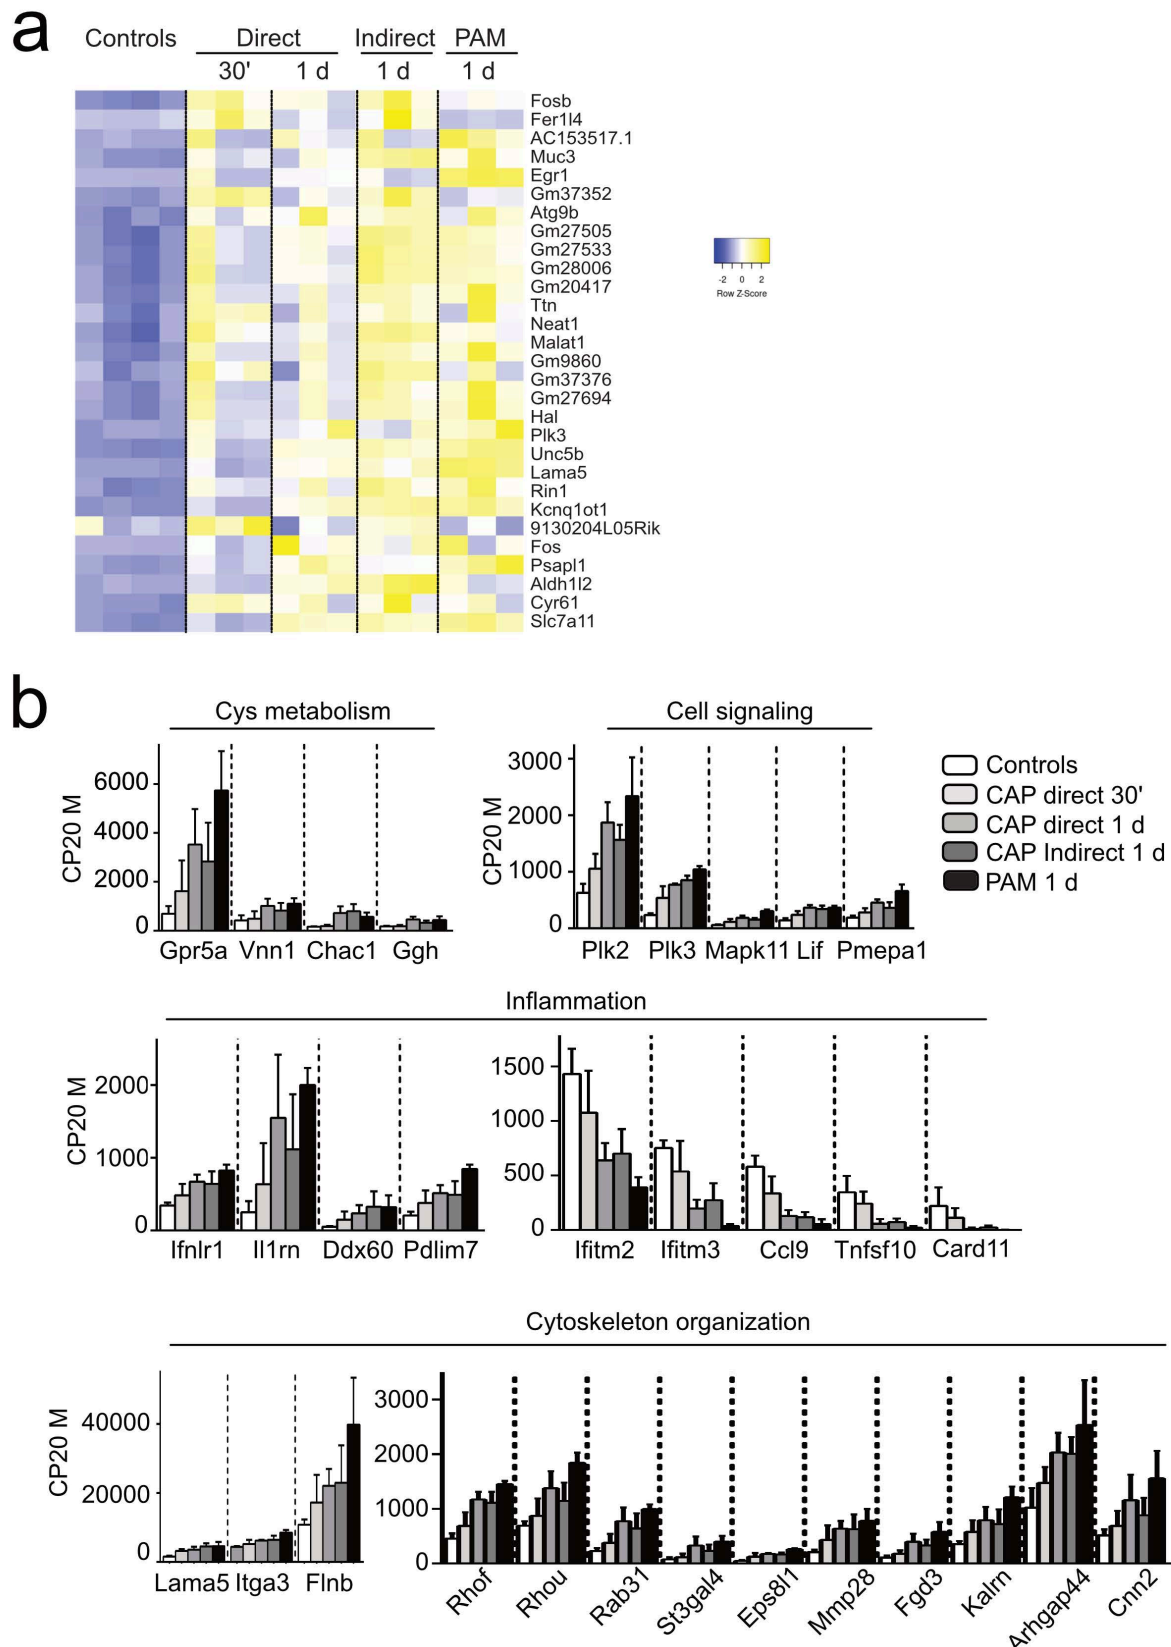 a
Controls Direct Indirect PAM
30' 1 d 1 d 1 d
Fosb
Fer1l4
AC153517.1
Muc3
Egr1
Gm37352
Atg9b
Gm27505
Gm27533
Gm28006
Gm20417
Ttn
Neat1
Malat1
Gm9860
Gm37376
Gm27694
Hal
Plk3
Unc5b
Lama5
Rin1
Kcnq1ot1
9130204L05Rik
Fos
Psapl1
Aldh1l2
Cyr61
Slc7a11
-2 0 2
Row Z-Score
b
Cys metabolism
CP20 M
6000
4000
2000
0
Gpr5a Vnn1 Chac1 Ggh
Cell signaling
CP20 M
3000
2000
1000
0
Plk2 Plk3 Mapk11 Lif Pmepa1
Controls
CAP direct 30'
CAP direct 1 d
CAP Indirect 1 d
PAM 1 d
Inflammation
CP20 M
2000
1000
0
Ifnlr1 Il1rn Ddx60 Pdlim7
1500
1000
500
0
Ifitm2 Ifitm3 Ccl9 Tnfsf10 Card11
Cytoskeleton organization
CP20 M
40000
20000
0
Lama5 Itga3 Flnb
3000
2000
1000
0
Rhof Rhou Rab31 St3gal4 Eps8l1 Mmp28 Fgd3 Kalrn Arhgap44 Cnn2